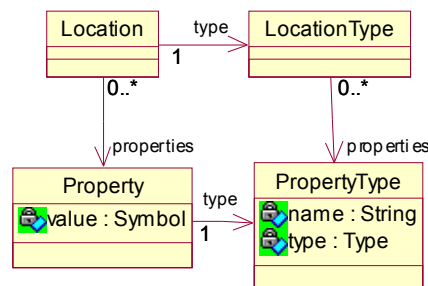 Location
type
LocationType
1
0..*
0..*
properties
properties
Property
type
PropertyType
value : Symbol
1
name : String
type : Type